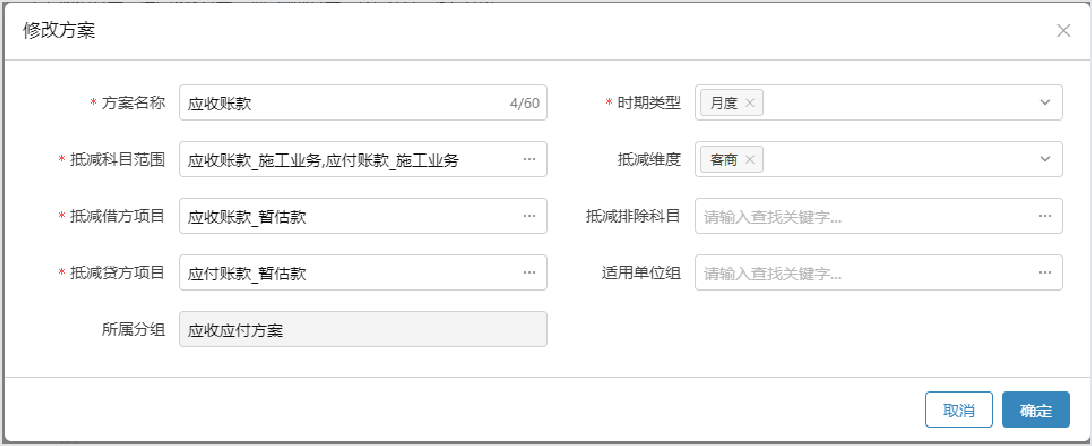 修改方案
* 方案名称 应收账款 4/60 * 时期类型 月度
* 抵减科目范围 应收账款_施工业务,应付账款_施工业务 ... 抵减维度 客商
* 抵减借方项目 应收账款_暂估款 ... 抵减排除科目 请输入查找关键字... ...
* 抵减贷方项目 应付账款_暂估款 ... 适用单位组 请输入查找关键字... ...
所属分组 应收应付方案
取消 确定